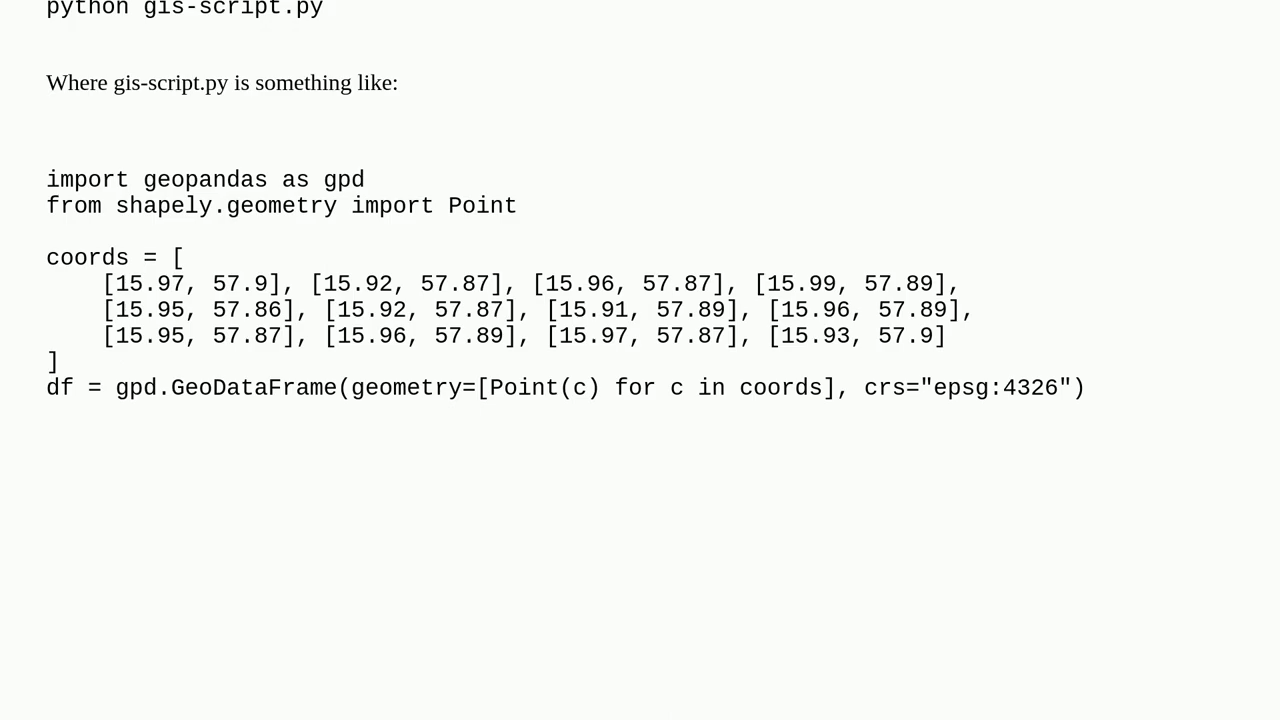 python gis-script.py
Where gis-script.py is something like:
import geopandas as gpd
from shapely.geometry import Point
coords = [
    [15.97, 57.9], [15.92, 57.87], [15.96, 57.87], [15.99, 57.89],
    [15.95, 57.86], [15.92, 57.87], [15.91, 57.89], [15.96, 57.89],
    [15.95, 57.87], [15.96, 57.89], [15.97, 57.87], [15.93, 57.9]
]
df = gpd.GeoDataFrame(geometry=[Point(c) for c in coords], crs="epsg:4326")